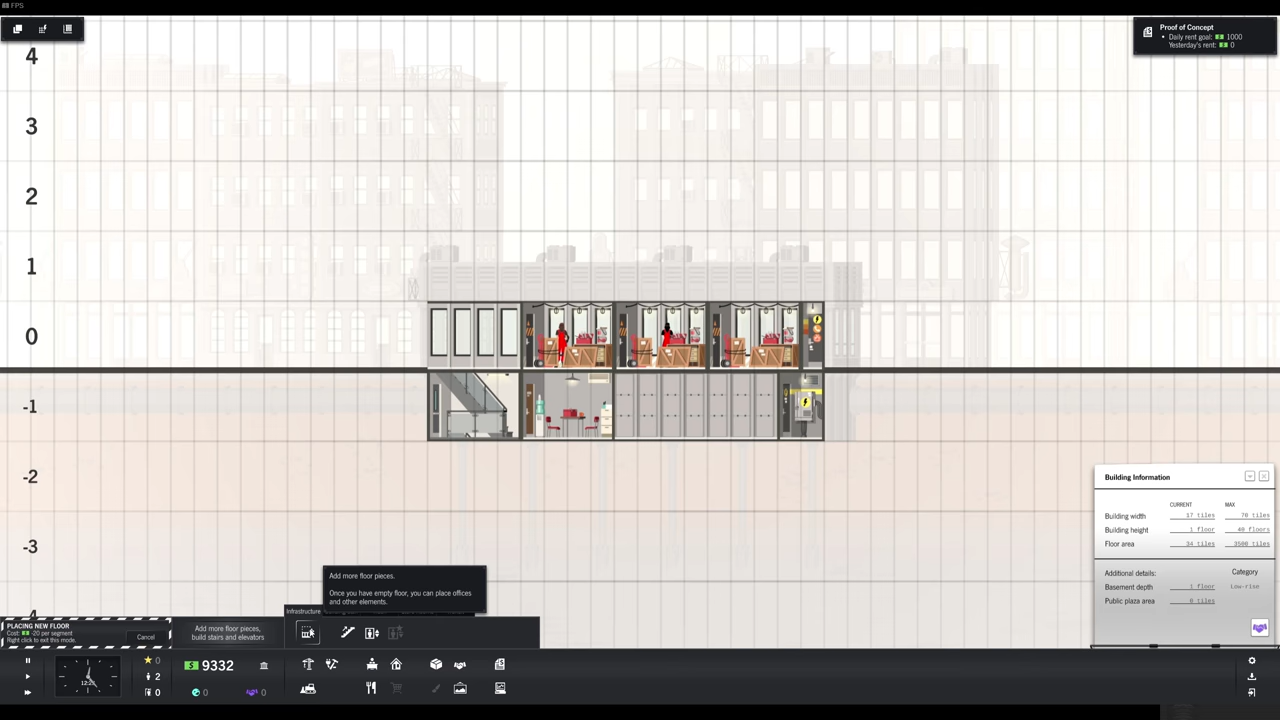 FPS
Proof of Concept
• Daily rent goal: 1000
Yesterday's rent: 0
4
3
2
1
0
-1
-2
-3
Building Information
CURRENT MAX
Building width 17 tiles 70 tiles
Building height 1 floor 40 floors
Floor area 34 tiles 3500 tiles
Additional details: Category
Basement depth 1 floor Low-rise
Public plaza area 0 tiles
Add more floor pieces.
Once you have empty floor, you can place offices
and other elements.
Infrastructure
PLACING NEW FLOOR
Cost: -20 per segment
Right click to exit this mode.
Cancel
Add more floor pieces,
build stairs and elevators
0
2
0
$ 9332
0
0